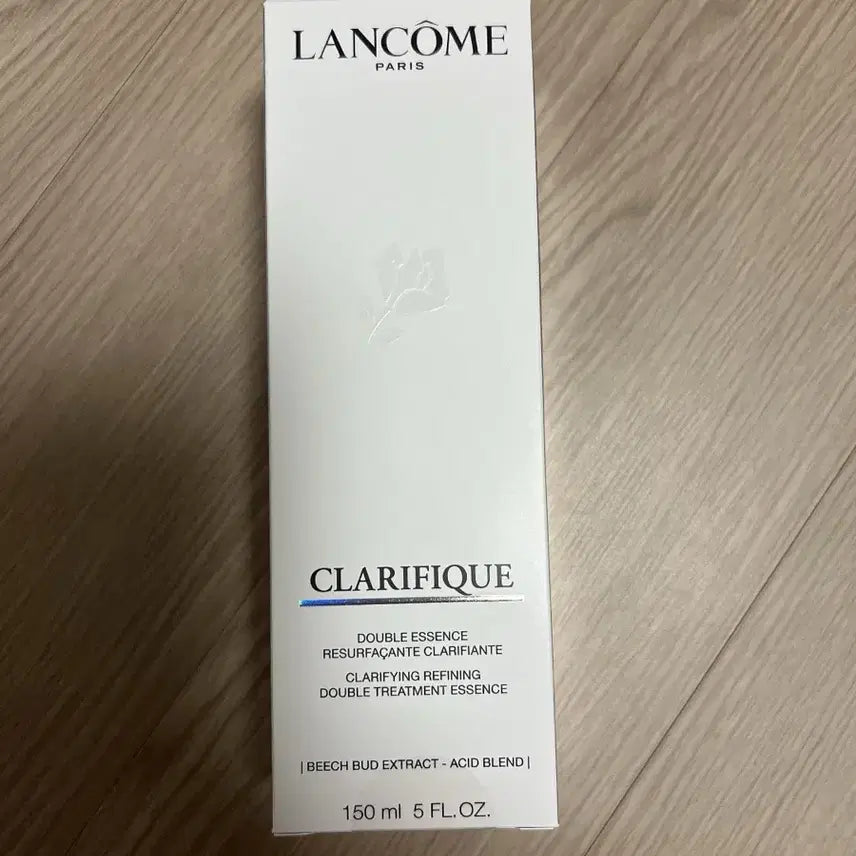 LANCÔME
PARIS
CLARIFIQUE
DOUBLE ESSENCE
RESURFAÇANTE CLARIFIANTE
CLARIFYING REFINING
DOUBLE TREATMENT ESSENCE
| BEECH BUD EXTRACT - ACID BLEND |
150 ml 5 FL.OZ.